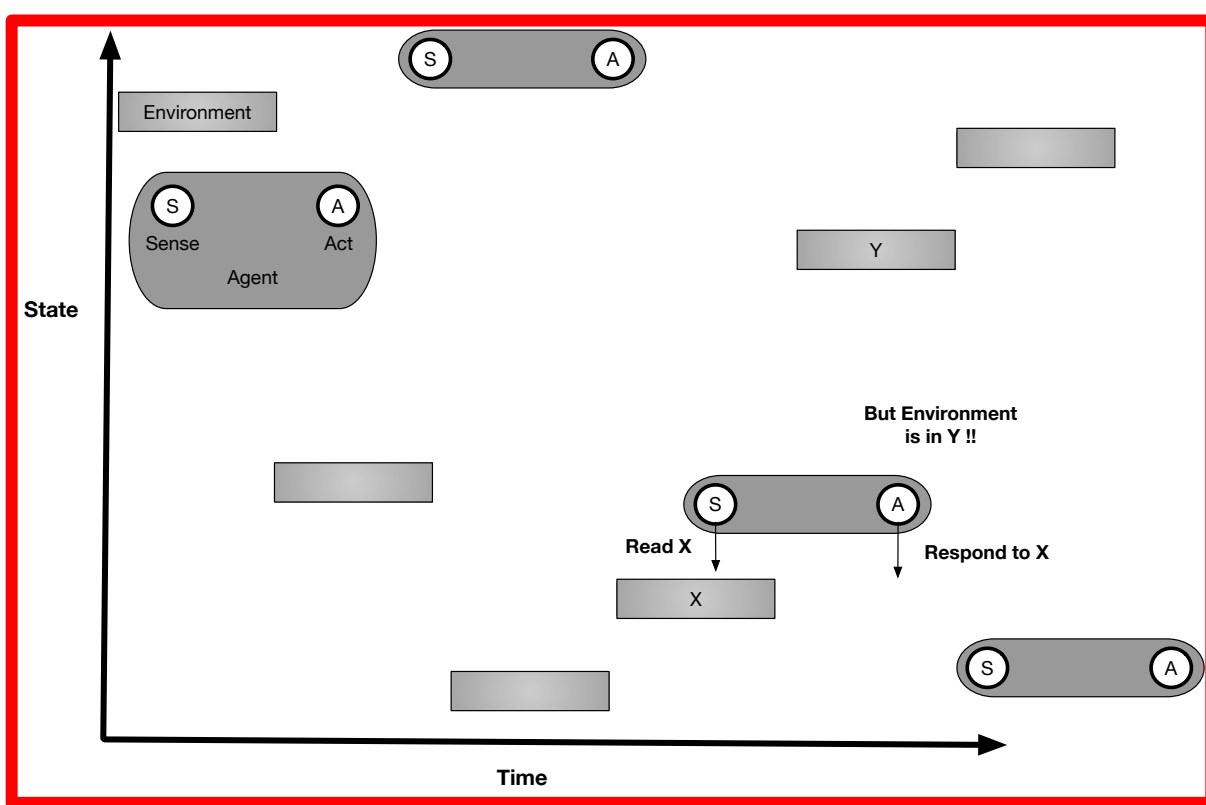 S
A
Environment
S
A
Sense
Act
Agent
Y
State
But Environment
is in Y !!
S
A
Read X
Respond to X
X
S
A
Time